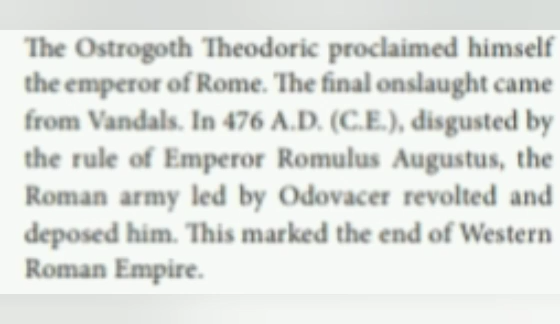 The Ostrogoth Theodoric proclaimed himself
the emperor of Rome. The final onslaught came
from Vandals. In 476 A.D. (C.E.), disgusted by
the rule of Emperor Romulus Augustus, the
Roman army led by Odovacer revolted and
deposed him. This marked the end of Western
Roman Empire.